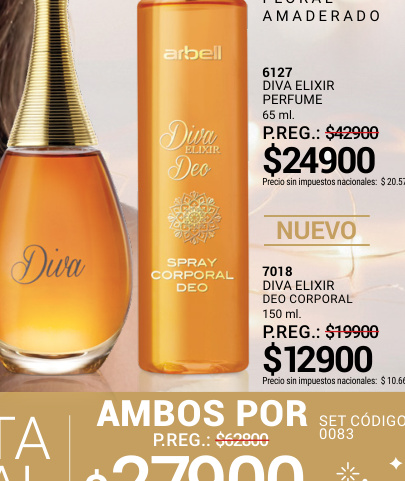 AMADERADO
arbell
Diva
ELIXIR
Deo
SPRAY
CORPORAL
DEO
Diva
6127
DIVA ELIXIR
PERFUME
65 ml.
P.REG.: $42900
$24900
Precio sin impuestos nacionales: $ 20.57
NUEVO
7018
DIVA ELIXIR
DEO CORPORAL
150 ml.
P.REG.: $19900
$12900
Precio sin impuestos nacionales: $ 10.66
AMBOS POR
P.REG.: $62800
$27900
SET CÓDIGO
0083
TA